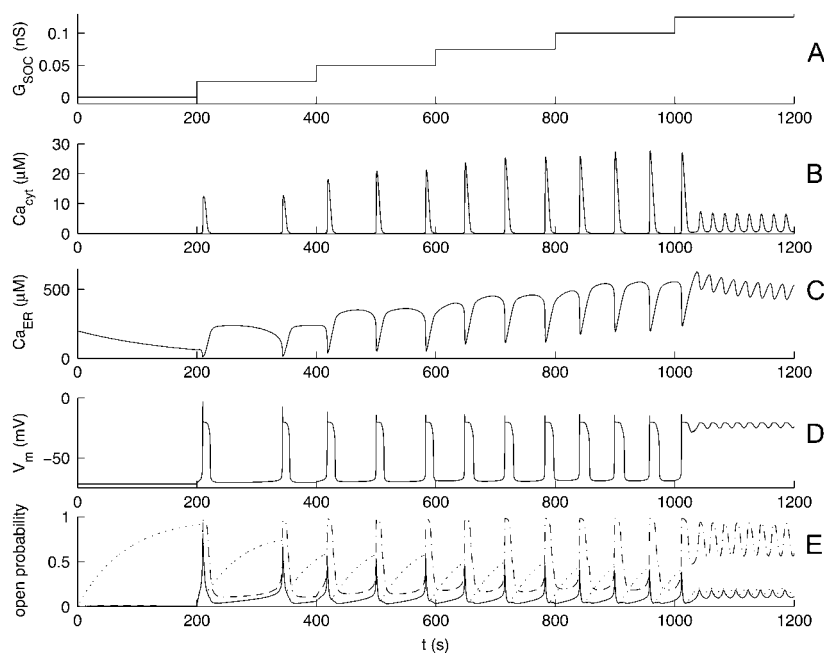 G_SOC (nS)
0.1
0.05
0
0 200 400 600 800 1000 1200
A
Ca_cyt (μM)
30
20
10
0
0 200 400 600 800 1000 1200
B
Ca_ER (μM)
500
0
0 200 400 600 800 1000 1200
C
V_m (mV)
0
−50
0 200 400 600 800 1000 1200
D
open probability
1
0.5
0
0 200 400 600 800 1000 1200
E
t (s)